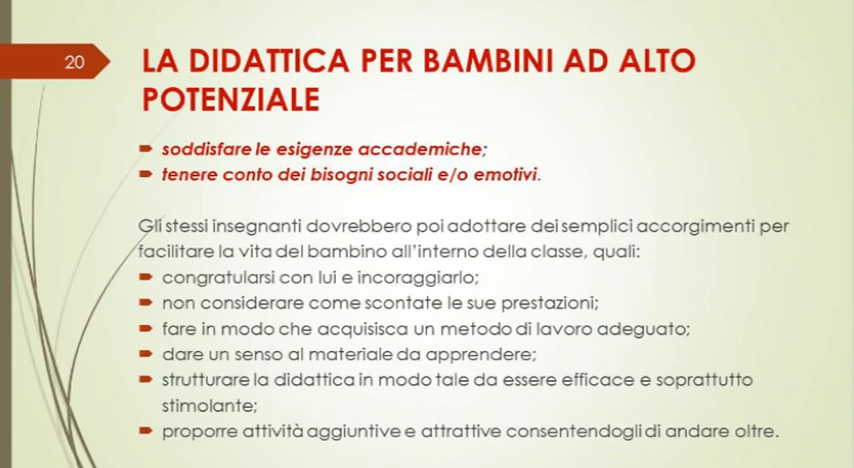 20
LA DIDATTICA PER BAMBINI AD ALTO
POTENZIALE
soddisfare le esigenze accademiche;
tenere conto dei bisogni sociali e/o emotivi.
Gli stessi insegnanti dovrebbero poi adottare dei semplici accorgimenti per
facilitare la vita del bambino all'interno della classe, quali:
congratularsi con lui e incoraggiarlo;
non considerare come scontate le sue prestazioni;
fare in modo che acquisisca un metodo di lavoro adeguato;
dare un senso al materiale da apprendere;
strutturare la didattica in modo tale da essere efficace e soprattutto
stimolante;
proporre attività aggiuntive e attrattive consentendogli di andare oltre.